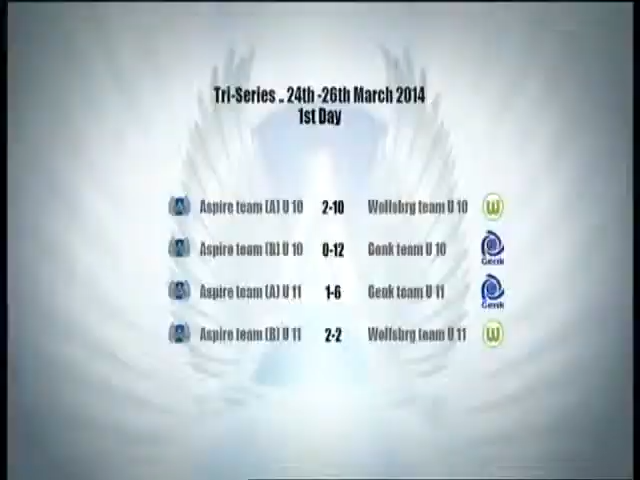 Tri-Series .. 24th -26th March 2014
1st Day
Aspire team (A) U 10 2-10 Wolfsbrg team U 10 W
Aspire team (B) U 10 0-12 Genk team U 10 Genk
Aspire team (A) U 11 1-6 Genk team U 11 Genk
Aspire team (B) U 11 2-2 Wolfsbrg team U 11 W